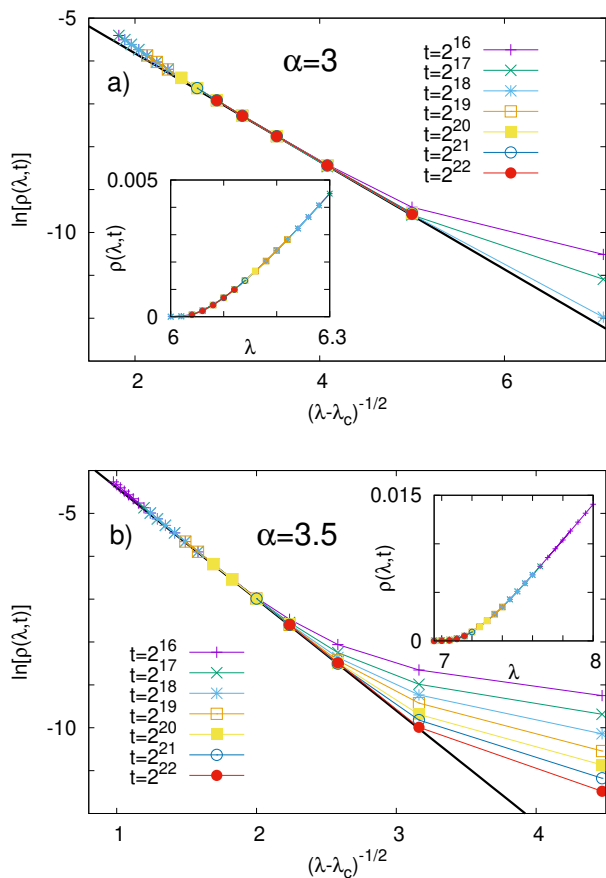 -5
-10
ln[ρ(λ,t)]
a)
α=3
t=2^16
t=2^17
t=2^18
t=2^19
t=2^20
t=2^21
t=2^22
0.005
0
ρ(λ,t)
6
λ
6.3
2
4
6
(λ-λc)^-1/2
-5
-10
ln[ρ(λ,t)]
b)
α=3.5
0.015
0
ρ(λ,t)
7
λ
8
t=2^16
t=2^17
t=2^18
t=2^19
t=2^20
t=2^21
t=2^22
1
2
3
4
(λ-λc)^-1/2